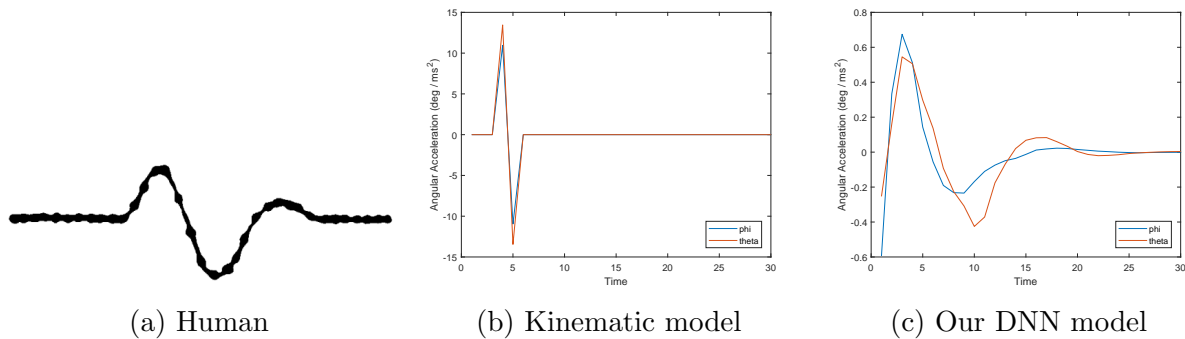 15
10
5
0
-5
-10
-15
Angular Acceleration (deg / ms²)
0 5 10 15 20 25 30
Time
phi
theta
0.8
0.6
0.4
0.2
0
-0.2
-0.4
-0.6
Angular Acceleration (deg / ms²)
0 5 10 15 20 25 30
Time
phi
theta
(a) Human
(b) Kinematic model
(c) Our DNN model